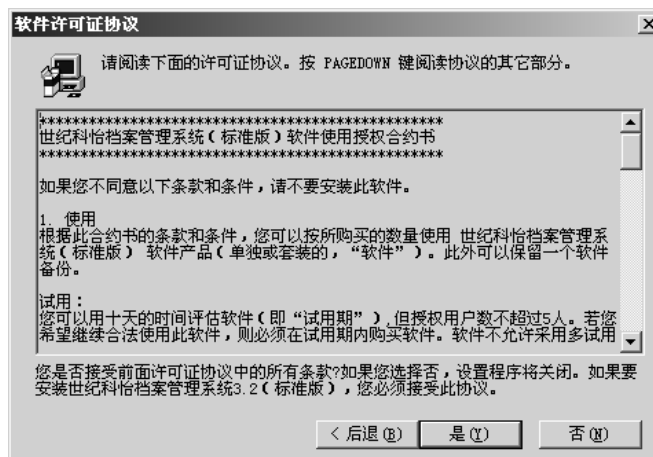 软件许可证协议
请阅读下面的许可证协议。按 PAGEDOWN 键阅读协议的其它部分。
**************************************************
世纪科怡档案管理系统(标准版)软件使用授权合约书
**************************************************
如果您不同意以下条款和条件,请不要安装此软件。
1. 使用
根据此合约书的条款和条件,您可以按所购买的数量使用 世纪科怡档案管理系
统(标准版) 软件产品(单独或套装的,“软件”)。此外可以保留一个软件
备份。
试用:
您可以用十天的时间评估软件(即“试用期”),但授权用户数不超过5人。若您
希望继续合法使用此软件,则必须在试用期内购买软件。软件不允许采用多试用
您是否接受前面许可证协议中的所有条款?如果您选择否,设置程序将关闭。如果要
安装世纪科怡档案管理系统3.2(标准版),您必须接受此协议。
< 后退(B) 是(Y) 否(N)